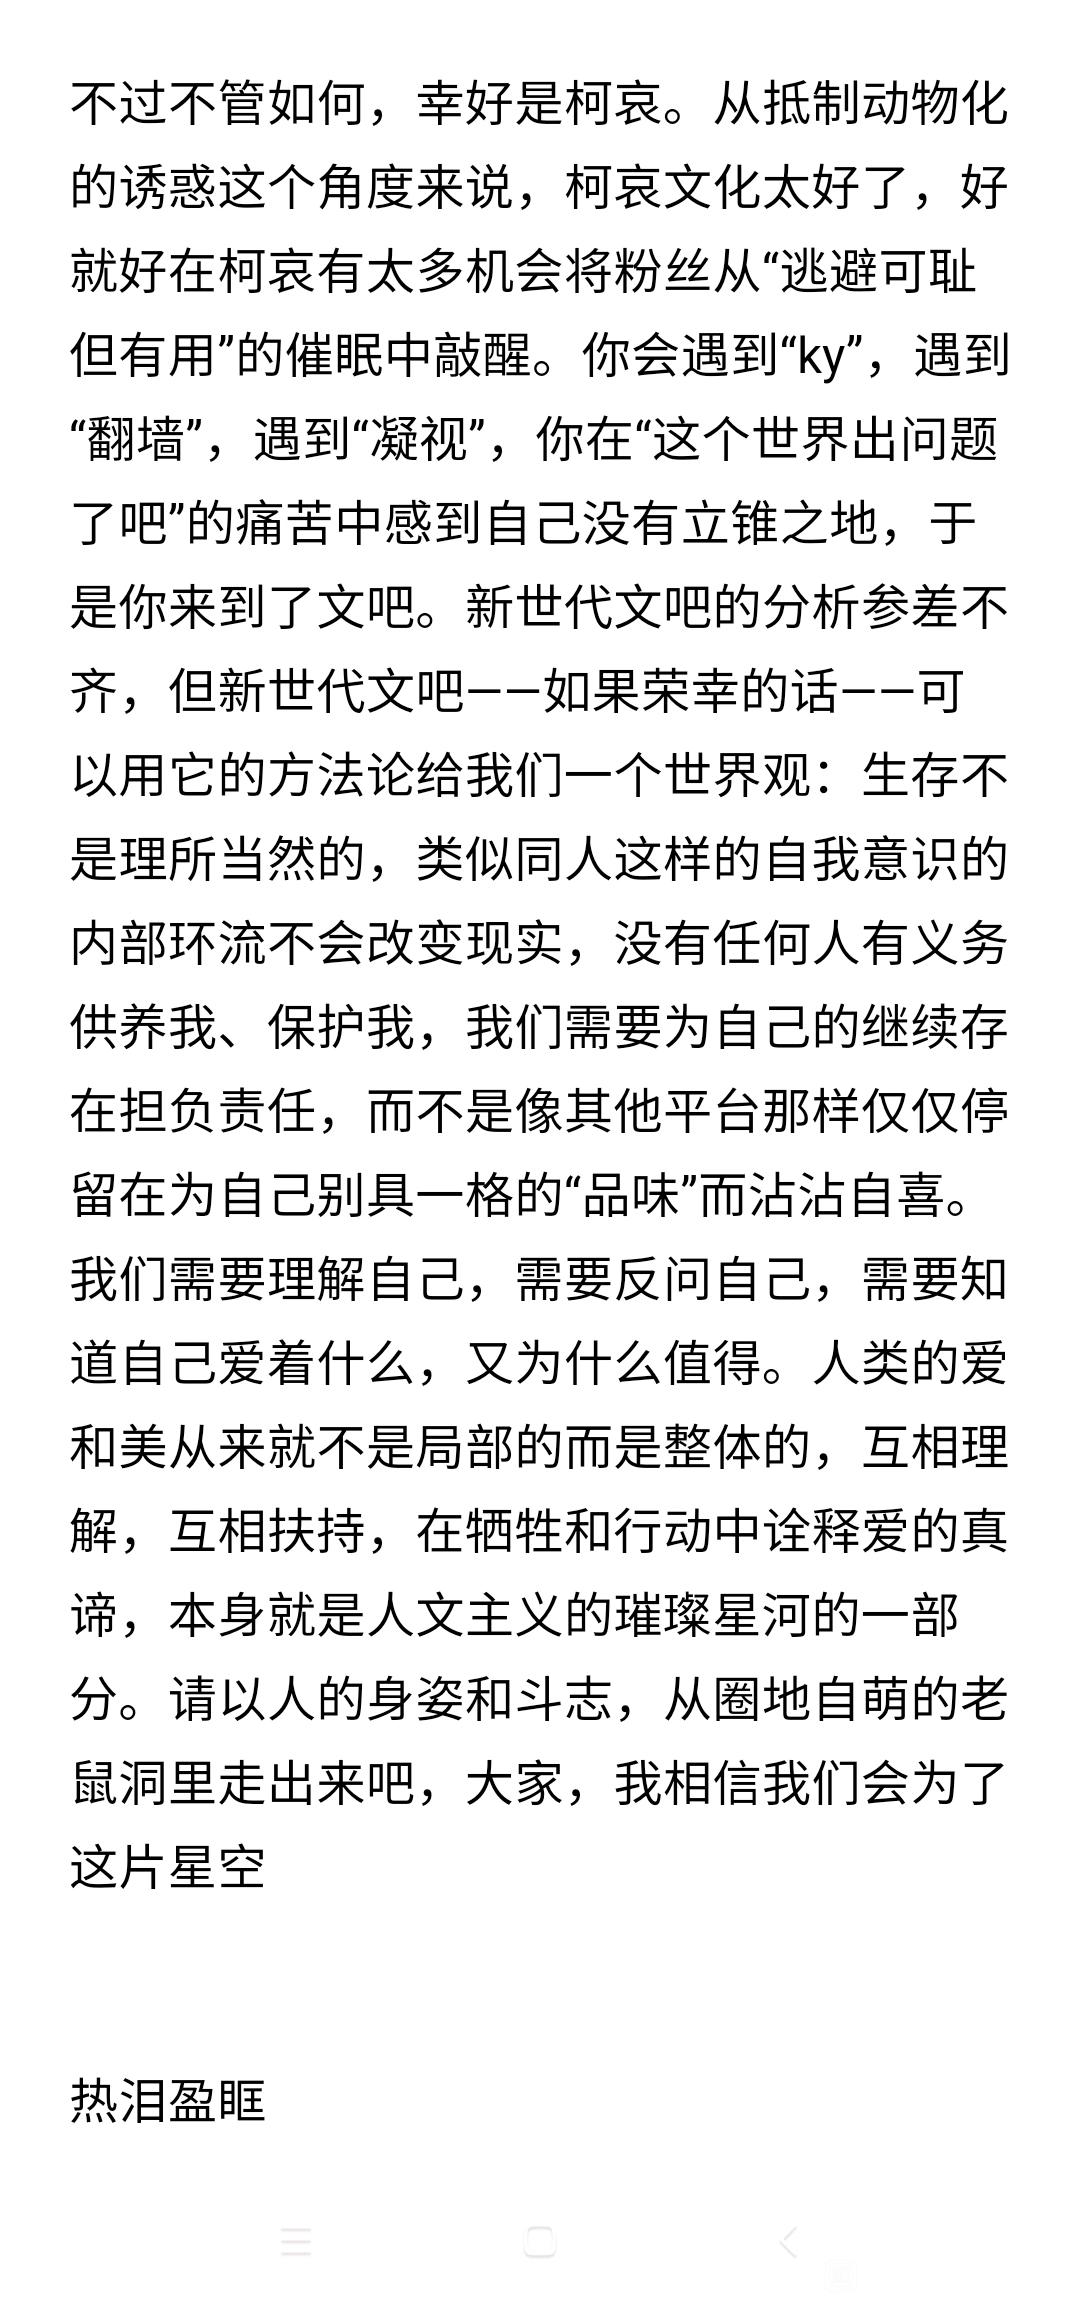 不过不管如何，幸好是柯哀。从抵制动物化
的诱惑这个角度来说，柯哀文化太好了，好
就好在柯哀有太多机会将粉丝从“逃避可耻
但有用”的催眠中敲醒。你会遇到“ky”，遇到
“翻墙”，遇到“凝视”，你在“这个世界出问题
了吧”的痛苦中感到自己没有立锥之地，于
是你来到了文吧。新世代文吧的分析参差不
齐，但新世代文吧——如果荣幸的话——可
以用它的方法论给我们一个世界观：生存不
是理所当然的，类似同人这样的自我意识的
内部环流不会改变现实，没有任何人有义务
供养我、保护我，我们需要为自己的继续存
在担负责任，而不是像其他平台那样仅仅停
留在为自己别具一格的“品味”而沾沾自喜。
我们需要理解自己，需要反问自己，需要知
道自己爱着什么，又为什么值得。人类的爱
和美从来就不是局部的而是整体的，互相理
解，互相扶持，在牺牲和行动中诠释爱的真
谛，本身就是人文主义的璀璨星河的一部
分。请以人的身姿和斗志，从圈地自萌的老
鼠洞里走出来吧，大家，我相信我们会为了
这片星空
热泪盈眶